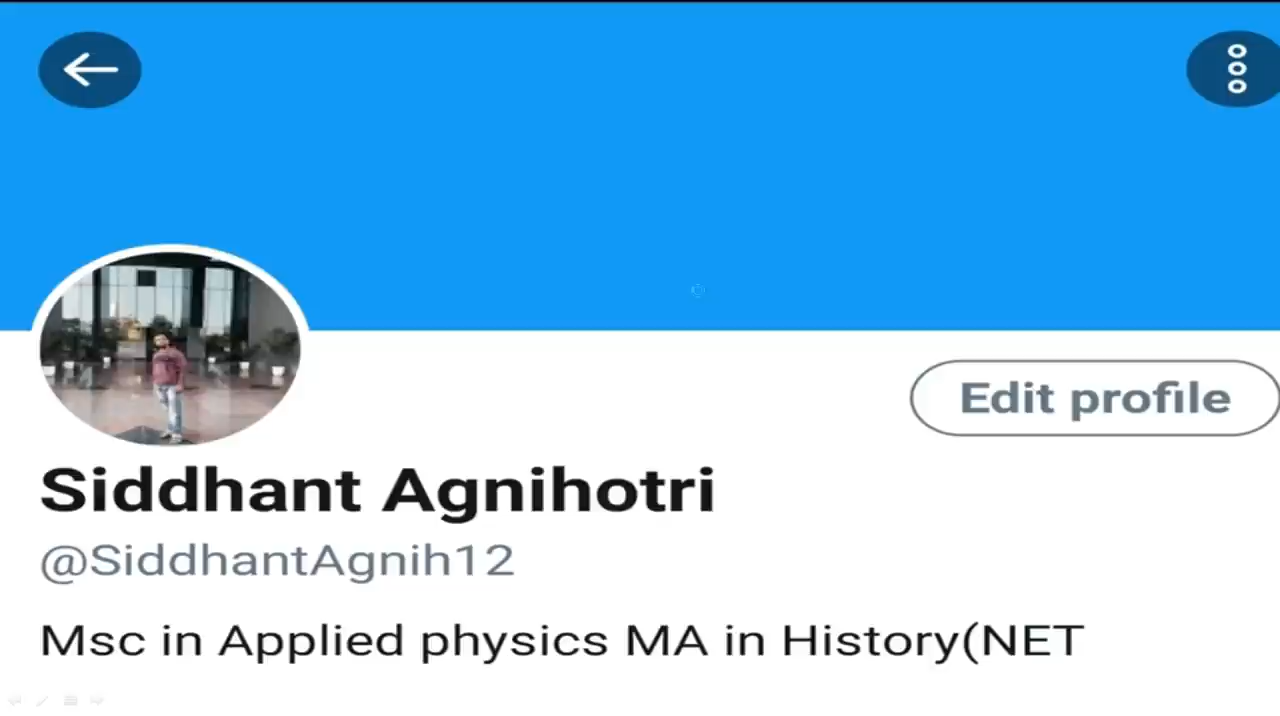 Edit profile
Siddhant Agnihotri
@SiddhantAgnih12
Msc in Applied physics MA in History(NET